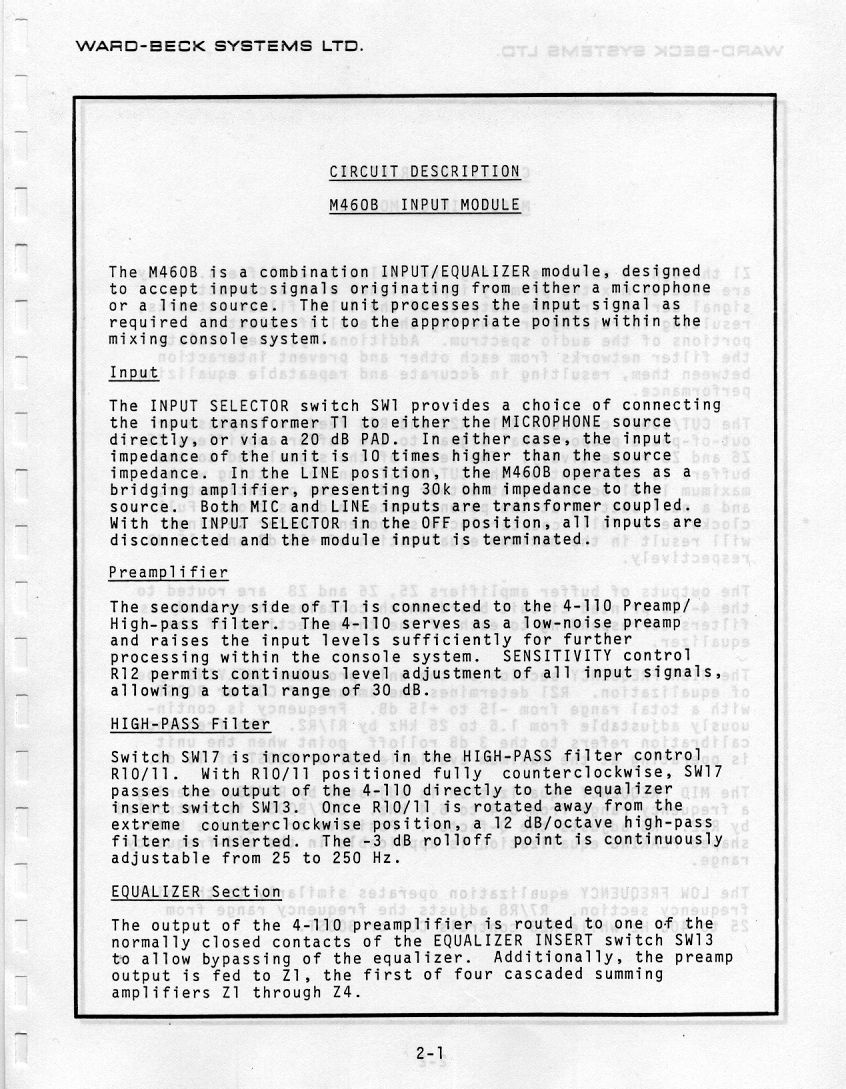 WARD-BECK SYSTEMS LTD.
CIRCUIT DESCRIPTION
M460B INPUT MODULE
The M460B is a combination INPUT/EQUALIZER module, designed
to accept input signals originating from either a microphone
or a line source. The unit processes the input signal as
required and routes it to the appropriate points within the
mixing console system.
Input
The INPUT SELECTOR switch SW1 provides a choice of connecting
the input transformer T1 to either the MICROPHONE source
directly, or via a 20 dB PAD. In either case, the input
impedance of the unit is 10 times higher than the source
impedance. In the LINE position, the M460B operates as a
bridging amplifier, presenting 30k ohm impedance to the
source. Both MIC and LINE inputs are transformer coupled.
With the INPUT SELECTOR in the OFF position, all inputs are
disconnected and the module input is terminated.
Preamplifier
The secondary side of T1 is connected to the 4-110 Preamp/
High-pass filter. The 4-110 serves as a low-noise preamp
and raises the input levels sufficiently for further
processing within the console system. SENSITIVITY control
R12 permits continuous level adjustment of all input signals,
allowing a total range of 30 dB.
HIGH-PASS Filter
Switch SW17 is incorporated in the HIGH-PASS filter control
R10/11. With R10/11 positioned fully counterclockwise, SW17
passes the output of the 4-110 directly to the equalizer
insert switch SW13. Once R10/11 is rotated away from the
extreme counterclockwise position, a 12 dB/octave high-pass
filter is inserted. The -3 dB rolloff point is continuously
adjustable from 25 to 250 Hz.
EQUALIZER Section
The output of the 4-110 preamplifier is routed to one of the
normally closed contacts of the EQUALIZER INSERT switch SW13
to allow bypassing of the equalizer. Additionally, the preamp
output is fed to Z1, the first of four cascaded summing
amplifiers Z1 through Z4.
2-1